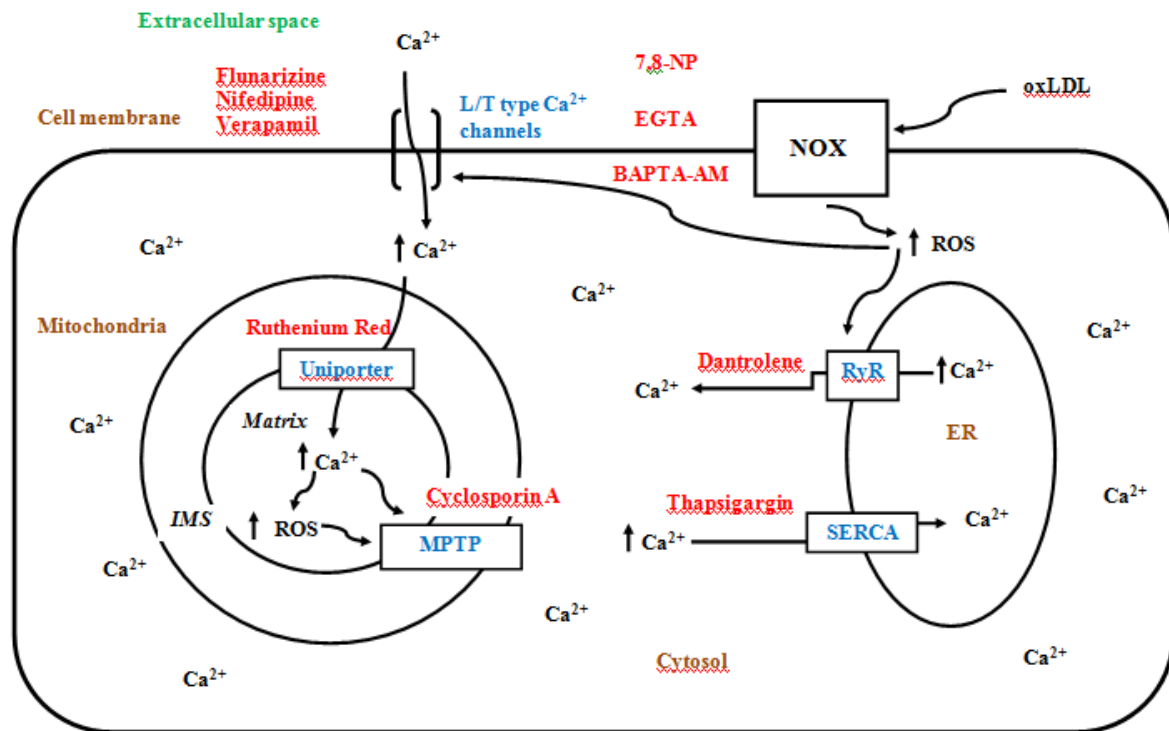 Extracellular space
Ca²⁺
Flunarizine
Nifedipine
Verapamil
Cell membrane
L/T type Ca²⁺
channels
7,8-NP
EGTA
BAPTA-AM
oxLDL
NOX
ROS
Ca²⁺
Ca²⁺
Ca²⁺
Ca²⁺
Mitochondria
Ruthenium Red
Uniporter
Matrix
Ca²⁺
Ca²⁺
ROS
IMS
Cyclosporin A
MPTP
Ca²⁺
Dantrolene
Ca²⁺
RyR
Ca²⁺
ER
Thapsigargin
Ca²⁺
SERCA
Ca²⁺
Ca²⁺
Ca²⁺
Ca²⁺
Cytosol
Ca²⁺
Ca²⁺